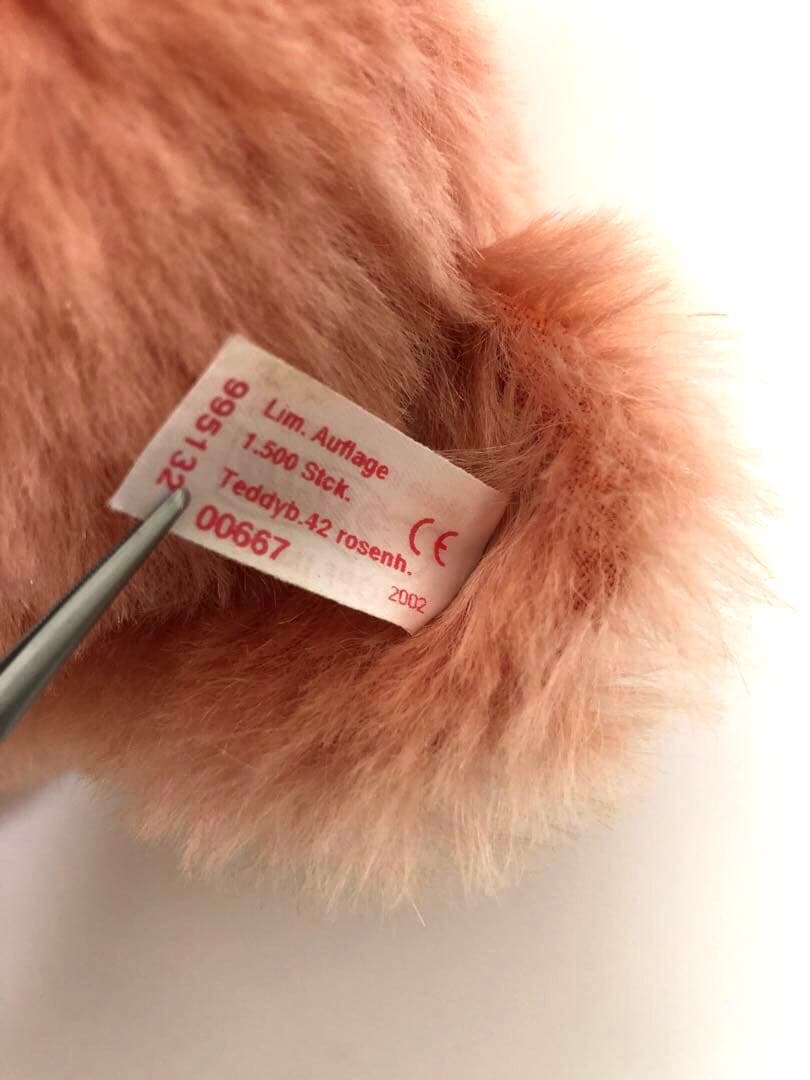 Lim. Auflage
1.500 Stck.
Teddyb.42 rosenh.
00667
CE
2002
995132